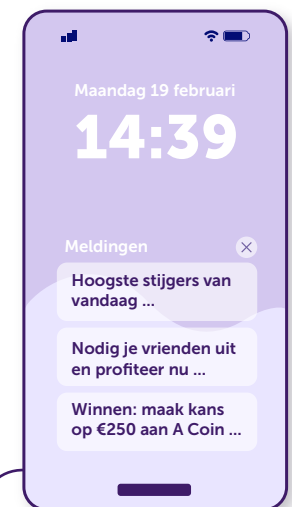 Maandag 19 februari
14:39
Meldingen
Hoogste stijgers van
vandaag ...
Nodig je vrienden uit
en profiteer nu ...
Winnen: maak kans
op €250 aan A Coin ...